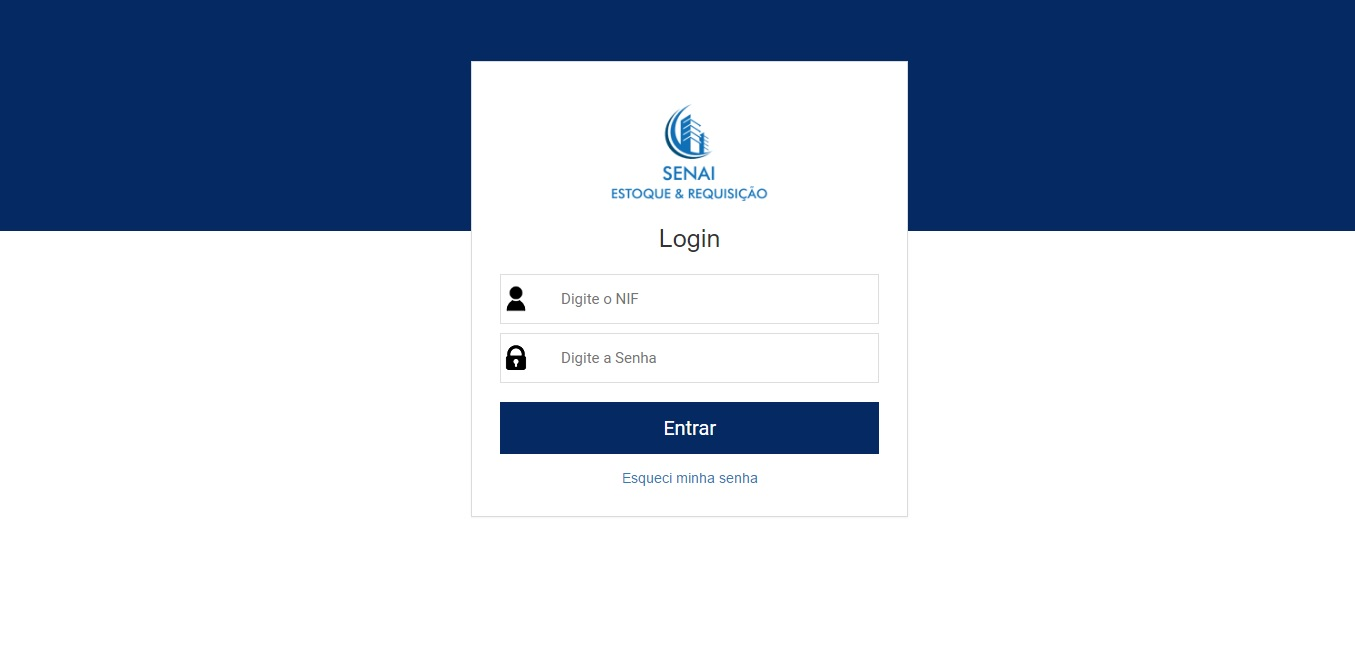 SENAI
ESTOQUE & REQUISIÇÃO
Login
Digite o NIF
Digite a Senha
Entrar
Esqueci minha senha